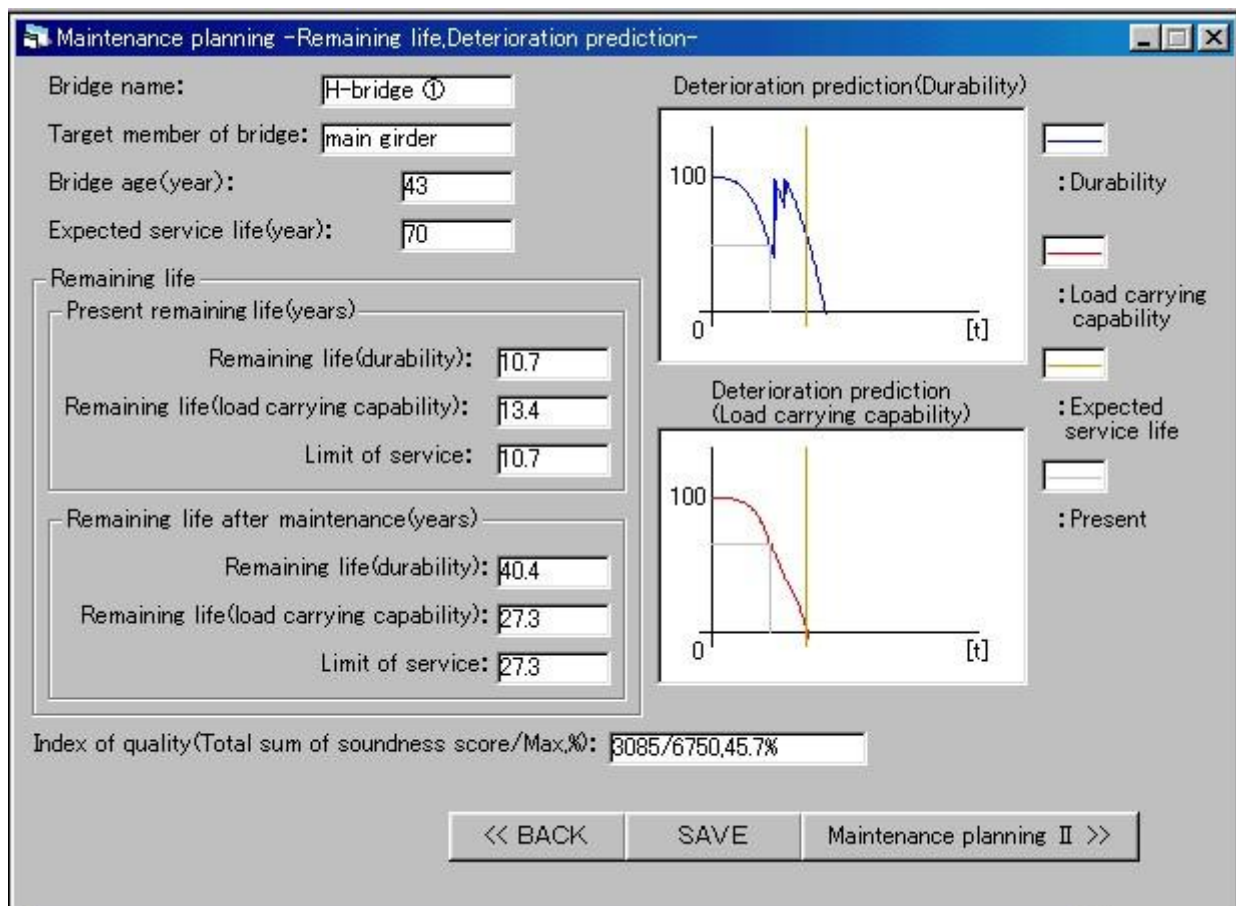 Maintenance planning -Remaining life,Deterioration prediction-
Bridge name: H-bridge ①
Target member of bridge: main girder
Bridge age(year): 43
Expected service life(year): 70
Remaining life
Present remaining life(years)
Remaining life(durability): 10.7
Remaining life(load carrying capability): 13.4
Limit of service: 10.7
Remaining life after maintenance(years)
Remaining life(durability): 40.4
Remaining life(load carrying capability): 27.3
Limit of service: 27.3
Deterioration prediction(Durability)
100
0
[t]
Deterioration prediction
(Load carrying capability)
100
0
[t]
:Durability
:Load carrying
capability
:Expected
service life
:Present
Index of quality(Total sum of soundness score/Max,%): 3085/6750,45.7%
<< BACK
SAVE
Maintenance planning Ⅱ >>